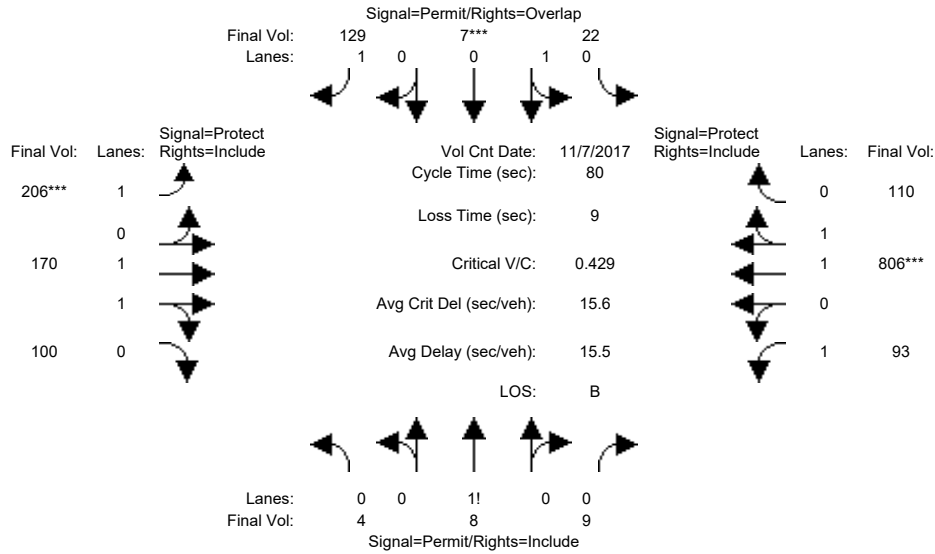 Signal=Permit/Rights=Overlap
Final Vol: 129 7*** 22
Lanes: 1 0 0 1 0
Signal=Protect
Final Vol: Lanes: Rights=Include
Vol Cnt Date: 11/7/2017
Signal=Protect
Rights=Include Lanes: Final Vol:
Cycle Time (sec): 80
206*** 1
0 110
Loss Time (sec): 9
0
1
170 1
Critical V/C: 0.429
1 806***
1
Avg Crit Del (sec/veh): 15.6
0
100 0
Avg Delay (sec/veh): 15.5
1 93
LOS: B
Lanes: 0 0 1! 0 0
Final Vol: 4 8 9
Signal=Permit/Rights=Include